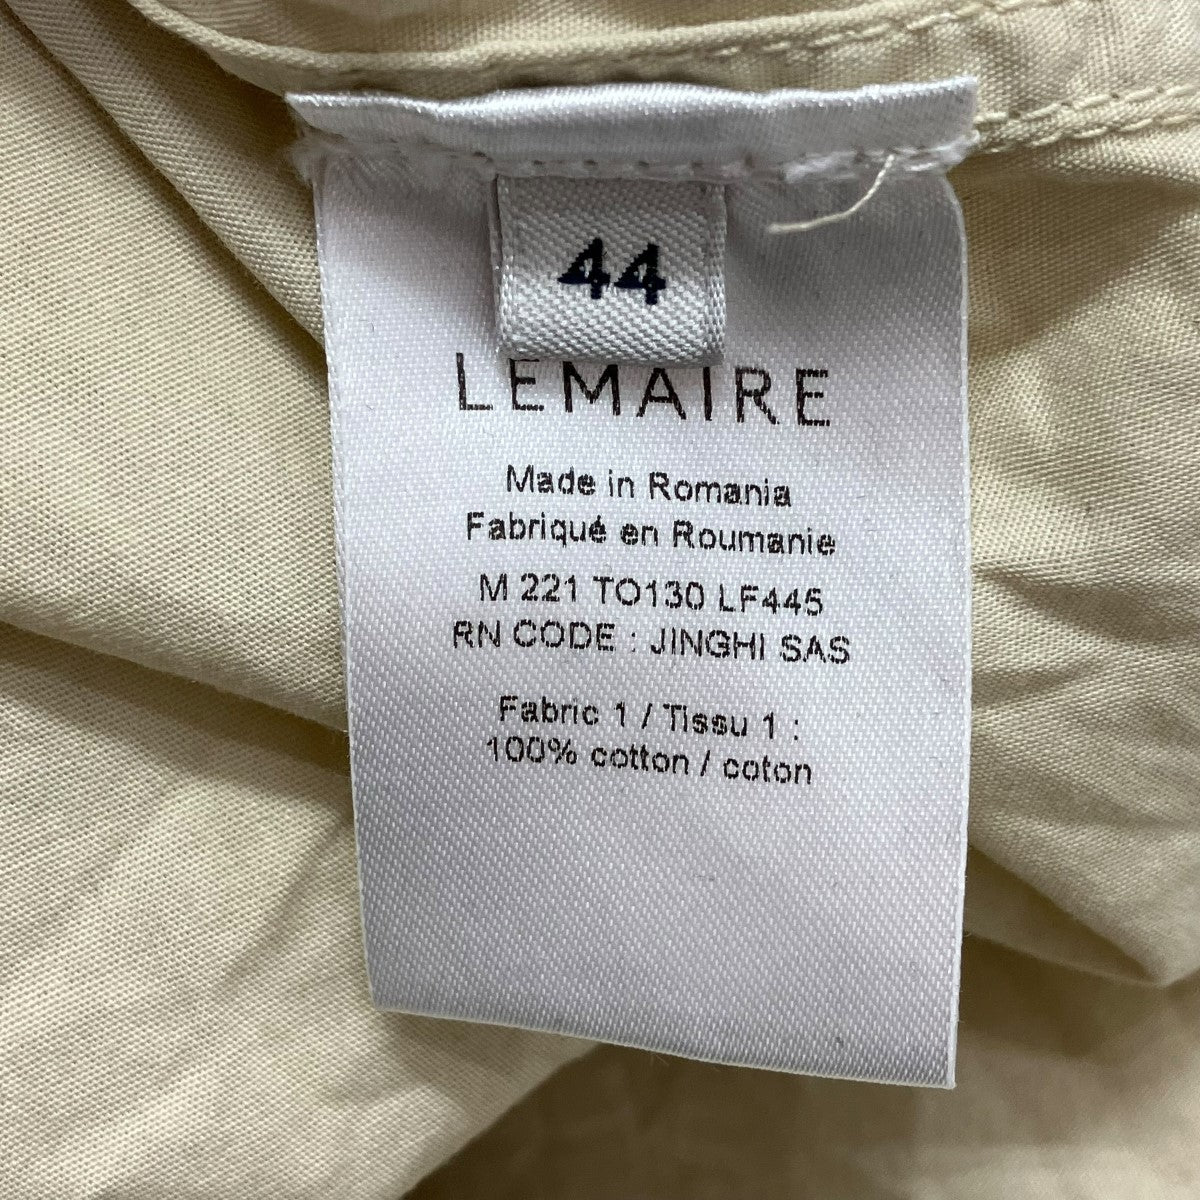 44
LEMAIRE
Made in Romania
Fabriqué en Roumanie
M 221 TO130 LF445
RN CODE : JINGHI SAS
Fabric 1 / Tissu 1 :
100% cotton / coton